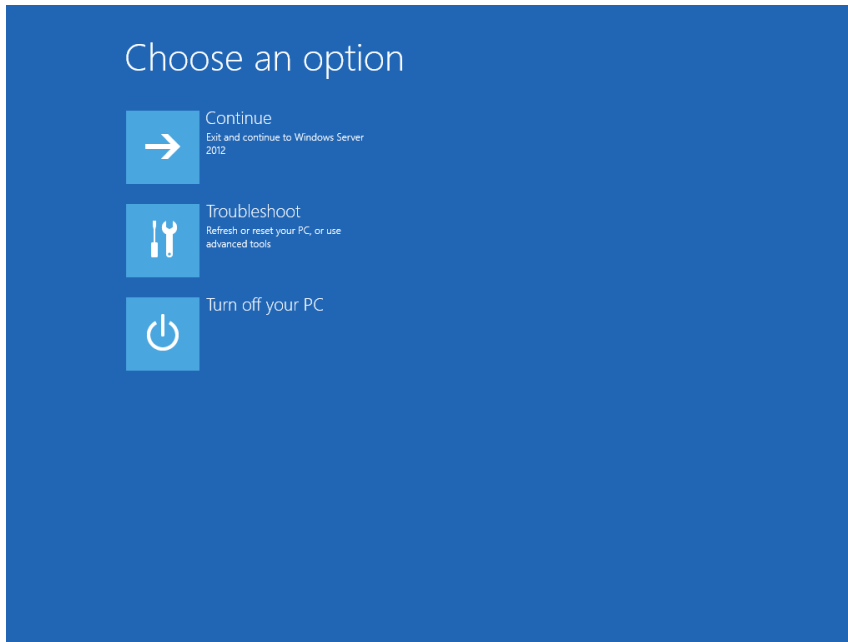 Choose an option
Continue
Exit and continue to Windows Server
2012
Troubleshoot
Refresh or reset your PC, or use
advanced tools
Turn off your PC